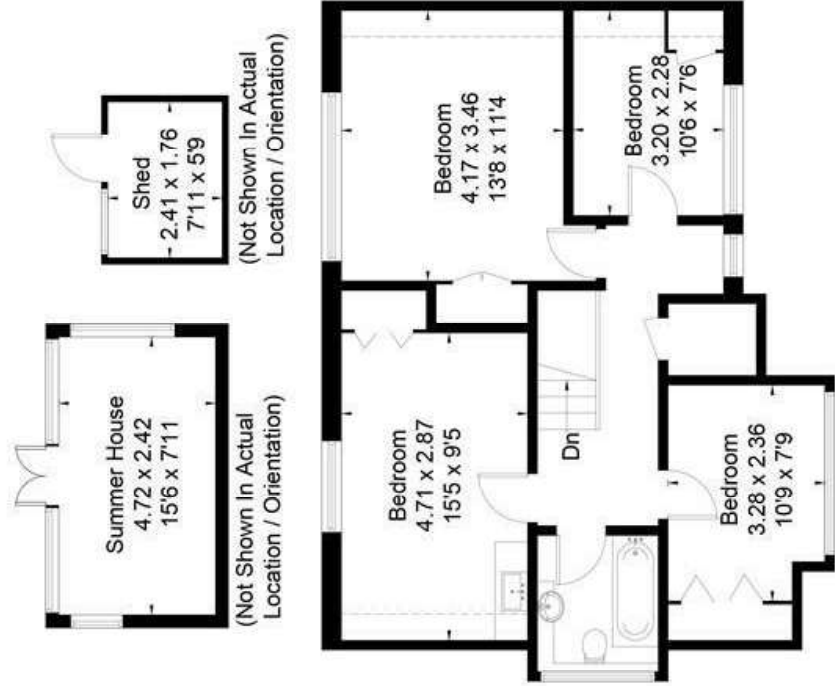 Shed
2.41 x 1.76
7'11 x 5'9
(Not Shown In Actual
Location / Orientation)
Summer House
4.72 x 2.42
15'6 x 7'11
(Not Shown In Actual
Location / Orientation)
Bedroom
4.17 x 3.46
13'8 x 11'4
Bedroom
3.20 x 2.28
10'6 x 7'6
Bedroom
4.71 x 2.87
15'5 x 9'5
Dn
Bedroom
3.28 x 2.36
10'9 x 7'9